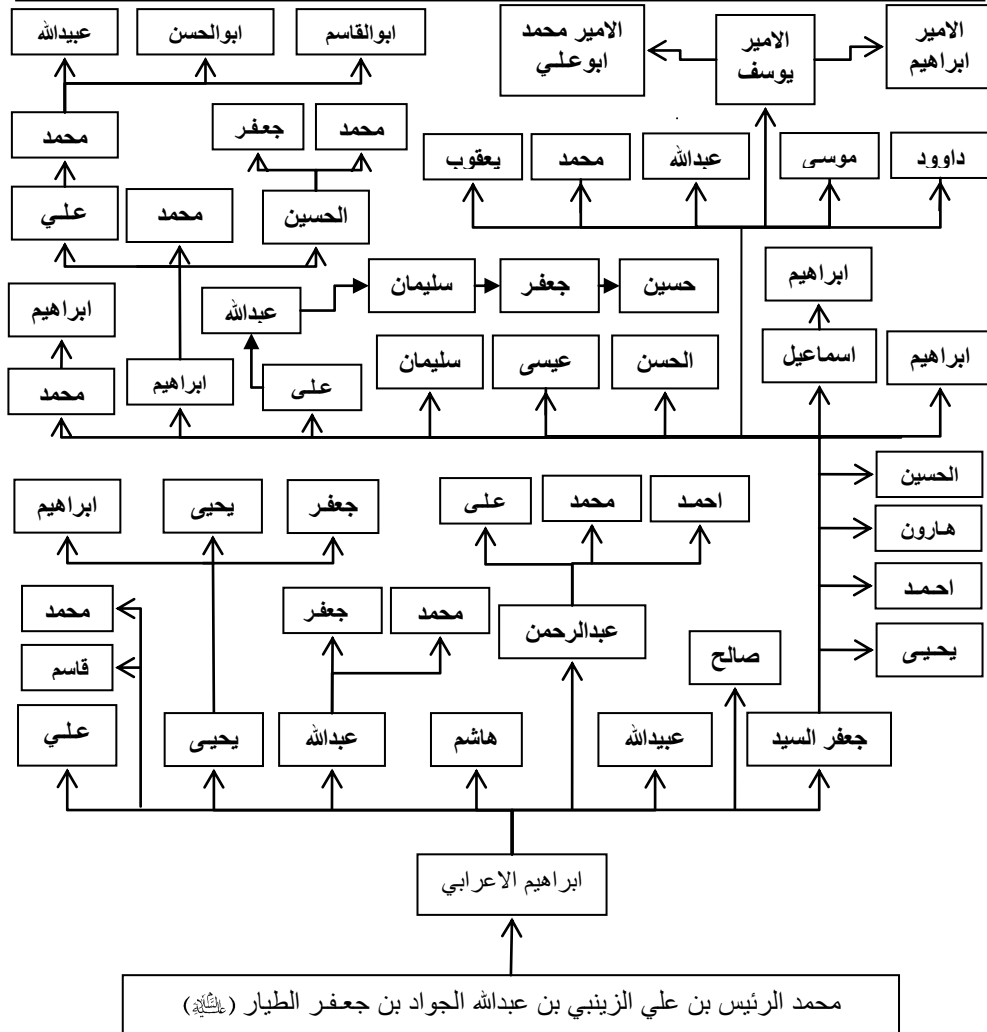 عبيدالله
ابوالحسن
ابوالقاسم
الامير محمد
ابوعلي
الامير
يوسف
الامير
ابراهيم
محمد
جعفر
محمد
يعقوب
محمد
عبدالله
موسى
داوود
علي
محمد
الحسين
ابراهيم
عبدالله
سليمان
جعفر
حسين
ابراهيم
محمد
ابراهيم
على
سليمان
عيسى
الحسن
اسماعيل
ابراهيم
الحسين
هارون
احمد
يحيى
ابراهيم
يحيى
جعفر
على
محمد
احمد
محمد
قاسم
جعفر
محمد
عبدالرحمن
صالح
علي
يحيى
عبدالله
هاشم
عبيدالله
جعفر السيد
ابراهيم الاعرابي
محمد الرئيس بن علي الزينبي بن عبدالله الجواد بن جعفر الطيار (عليه السلام)